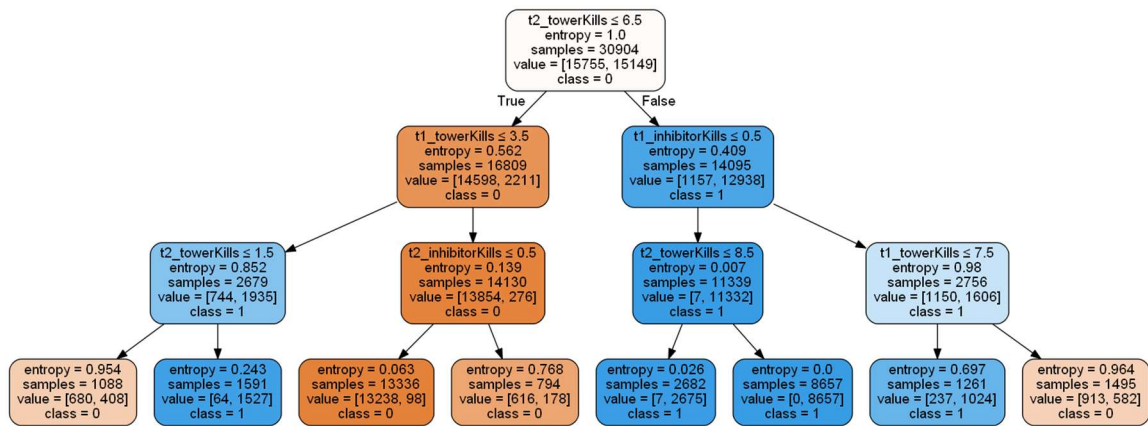 t2_towerKills ≤ 6.5
entropy = 1.0
samples = 30904
value = [15755, 15149]
class = 0
True
False
t1_towerKills ≤ 3.5
entropy = 0.562
samples = 16809
value = [14598, 2211]
class = 0
t1_inhibitorKills ≤ 0.5
entropy = 0.409
samples = 14095
value = [1157, 12938]
class = 1
t2_towerKills ≤ 1.5
entropy = 0.852
samples = 2679
value = [744, 1935]
class = 1
t2_inhibitorKills ≤ 0.5
entropy = 0.139
samples = 14130
value = [13854, 276]
class = 0
t2_towerKills ≤ 8.5
entropy = 0.007
samples = 11339
value = [7, 11332]
class = 1
t1_towerKills ≤ 7.5
entropy = 0.98
samples = 2756
value = [1150, 1606]
class = 1
entropy = 0.954
samples = 1088
value = [680, 408]
class = 0
entropy = 0.243
samples = 1591
value = [64, 1527]
class = 1
entropy = 0.063
samples = 13336
value = [13238, 98]
class = 0
entropy = 0.768
samples = 794
value = [616, 178]
class = 0
entropy = 0.026
samples = 2682
value = [7, 2675]
class = 1
entropy = 0.0
samples = 8657
value = [0, 8657]
class = 1
entropy = 0.697
samples = 1261
value = [237, 1024]
class = 1
entropy = 0.964
samples = 1495
value = [913, 582]
class = 0